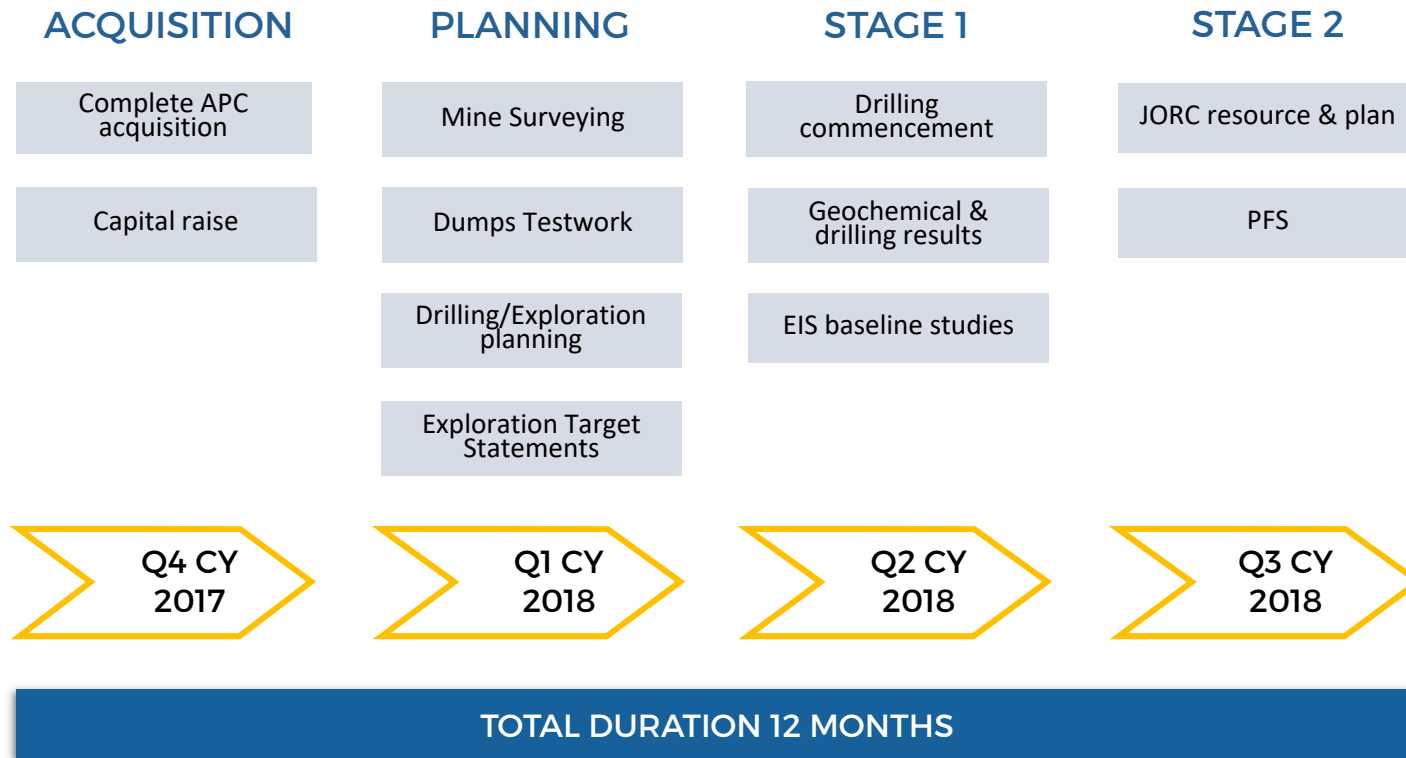 ACQUISITION
Complete APC
acquisition
Capital raise
PLANNING
Mine Surveying
Dumps Testwork
Drilling/Exploration
planning
Exploration Target
Statements
STAGE 1
Drilling
commencement
Geochemical &
drilling results
EIS baseline studies
STAGE 2
JORC resource & plan
PFS
Q4 CY
2017
Q1 CY
2018
Q2 CY
2018
Q3 CY
2018
TOTAL DURATION 12 MONTHS